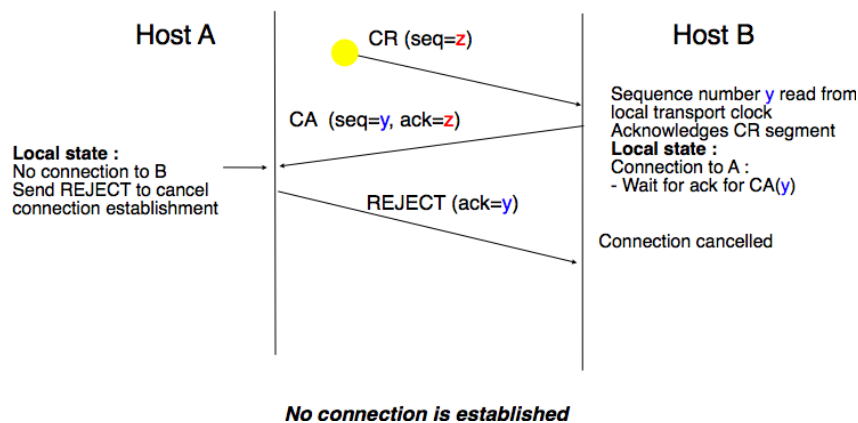 Host A
CR (seq=z)
Host B
Sequence number y read from
local transport clock
Acknowledges CR segment
Local state :
Connection to A :
- Wait for ack for CA(y)
CA (seq=y, ack=z)
Local state :
No connection to B
Send REJECT to cancel
connection establishment
REJECT (ack=y)
Connection cancelled
No connection is established